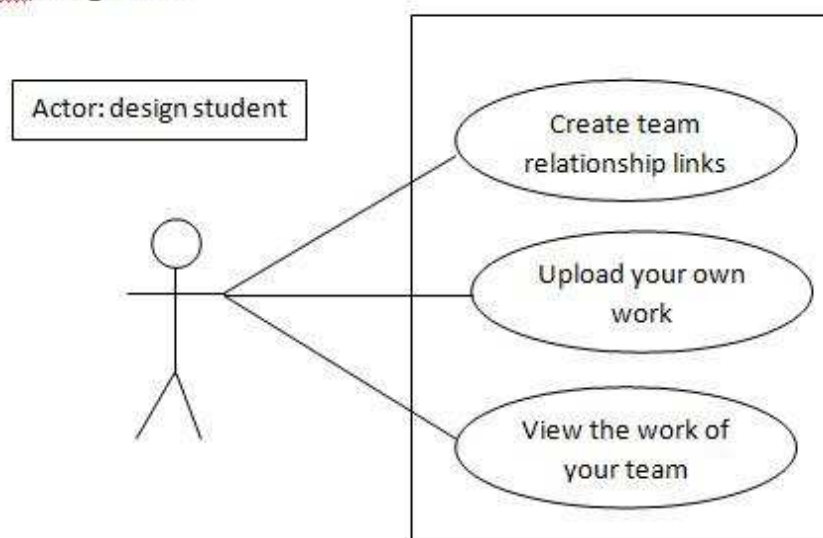 Actor: design student
Create team
relationship links
Upload your own
work
View the work of
your team